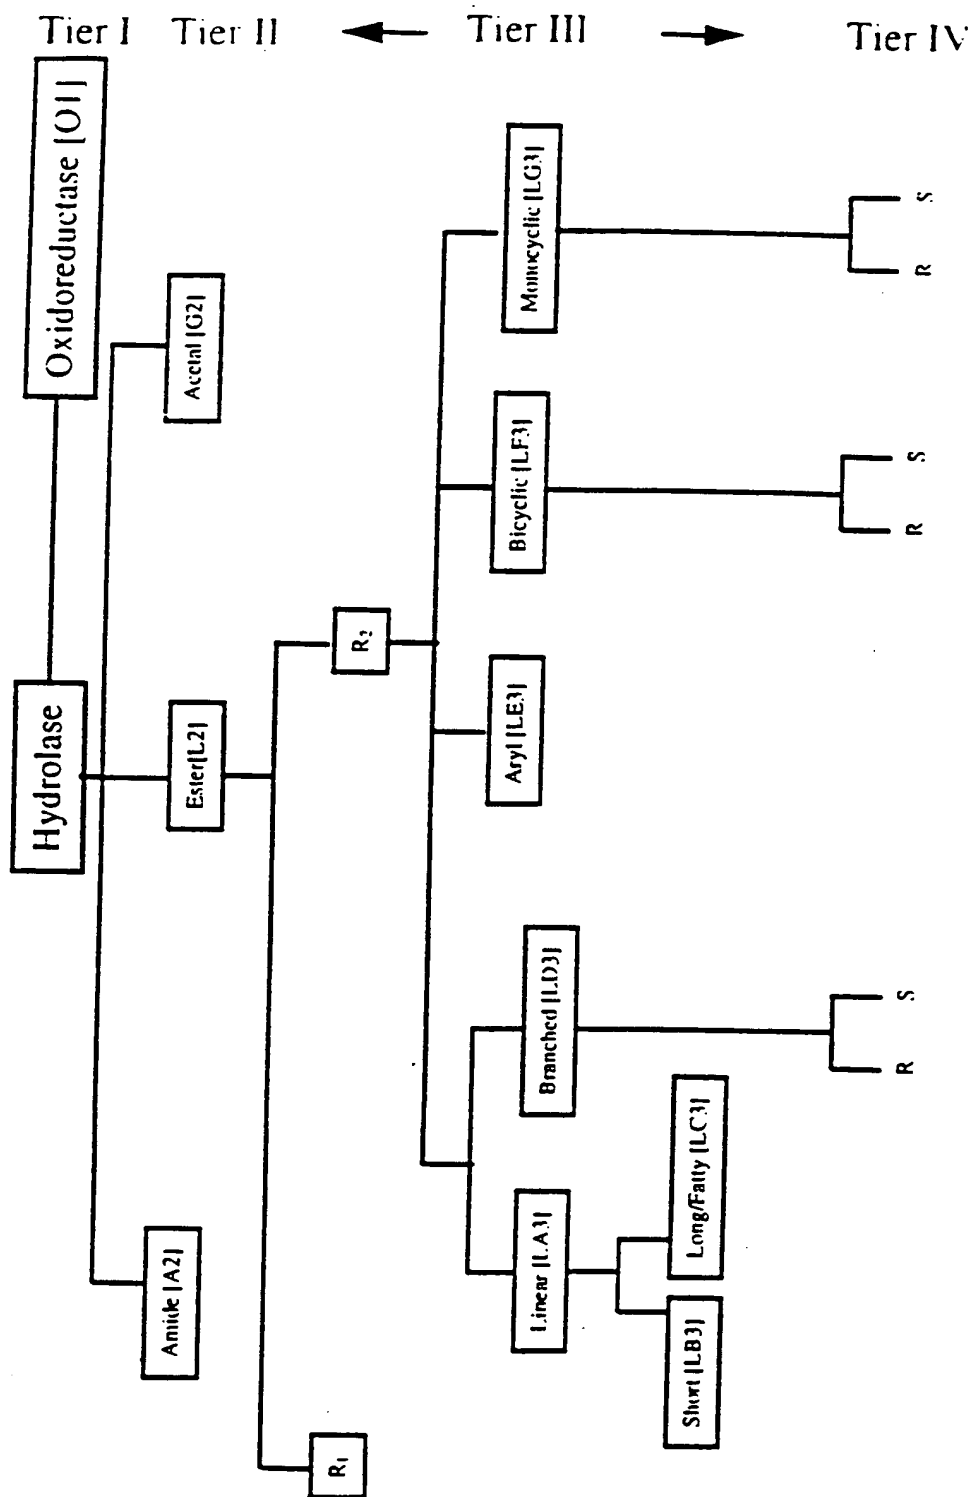 Tier I
Tier II
Tier III
Tier IV
Hydrolase
Oxidoreductase [O1]
Amide [A2]
Ester[L2]
Acetal [G2]
R1
R2
Linear [LA3]
Branched [LD3]
Aryl [LE3]
Bicyclic [LF3]
Monocyclic [LG3]
Short [LB3]
Long/Fatty [LC3]
R
S
R
S
R
S